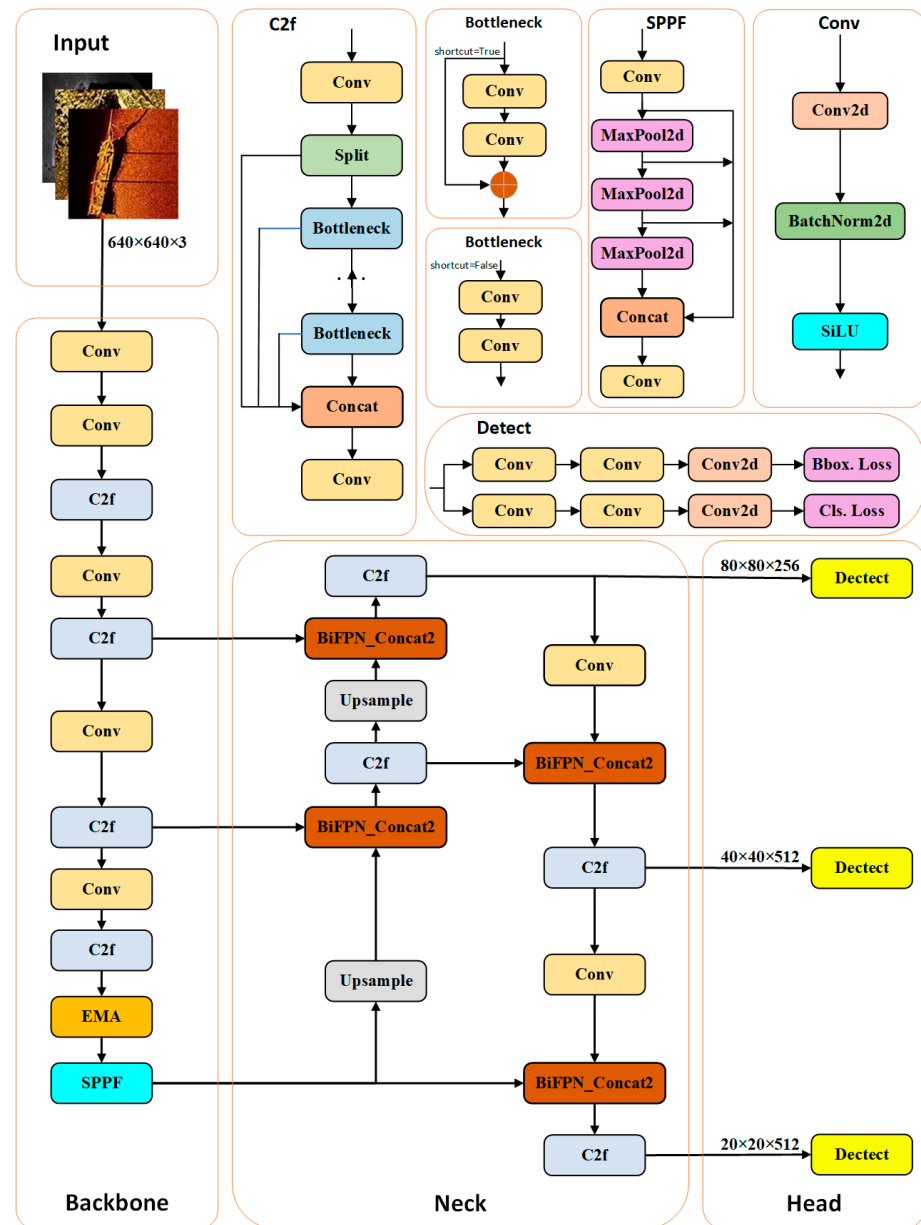 Input
640×640×3
Conv
Conv
C2f
Conv
C2f
Conv
C2f
Conv
C2f
EMA
SPPF
Backbone
C2f
Conv
Split
Bottleneck
. .
Bottleneck
Concat
Conv
Bottleneck
shortcut=True
Conv
Conv
Bottleneck
shortcut=False
Conv
Conv
SPPF
Conv
MaxPool2d
MaxPool2d
MaxPool2d
Concat
Conv
Conv
Conv2d
BatchNorm2d
SiLU
Detect
Conv
Conv
Conv2d
Bbox. Loss
Conv
Conv
Conv2d
Cls. Loss
C2f
BiFPN_Concat2
Upsample
C2f
BiFPN_Concat2
Upsample
Conv
BiFPN_Concat2
C2f
Conv
BiFPN_Concat2
C2f
Neck
80×80×256
Dectect
40×40×512
Dectect
20×20×512
Dectect
Head